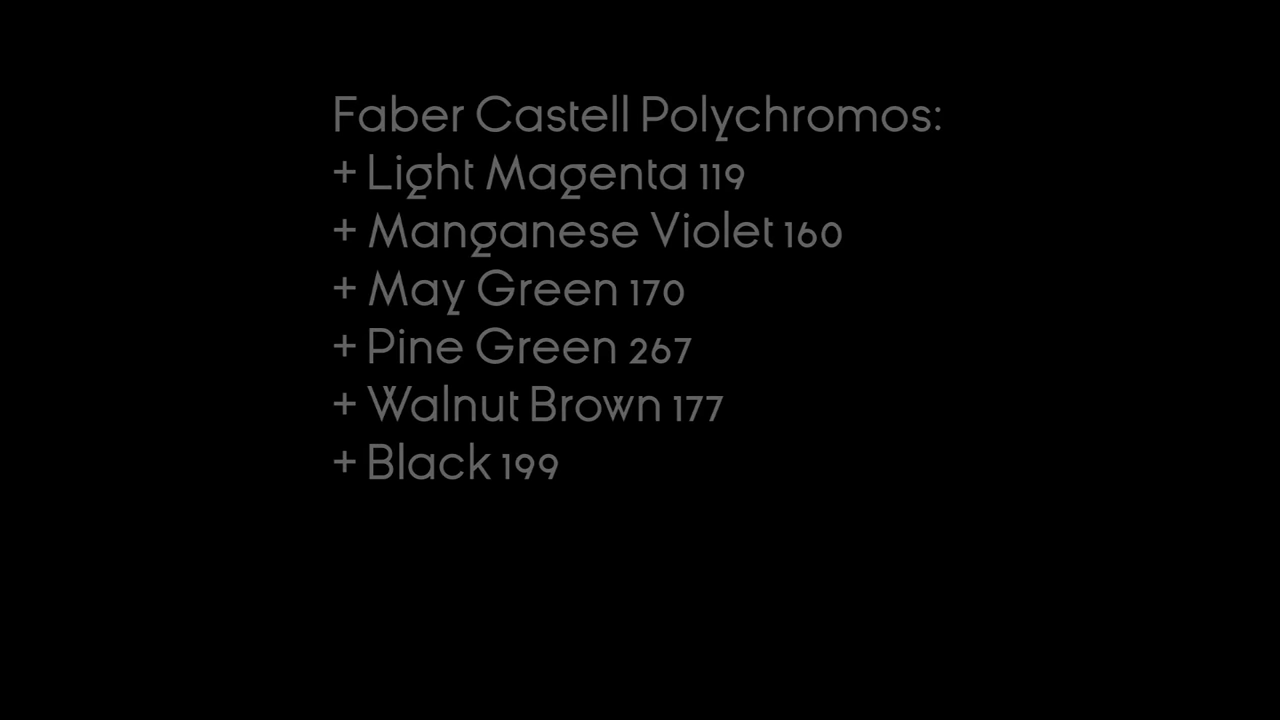 Faber Castell Polychromos:
+ Light Magenta 119
+ Manganese Violet 160
+ May Green 170
+ Pine Green 267
+ Walnut Brown 177
+ Black 199